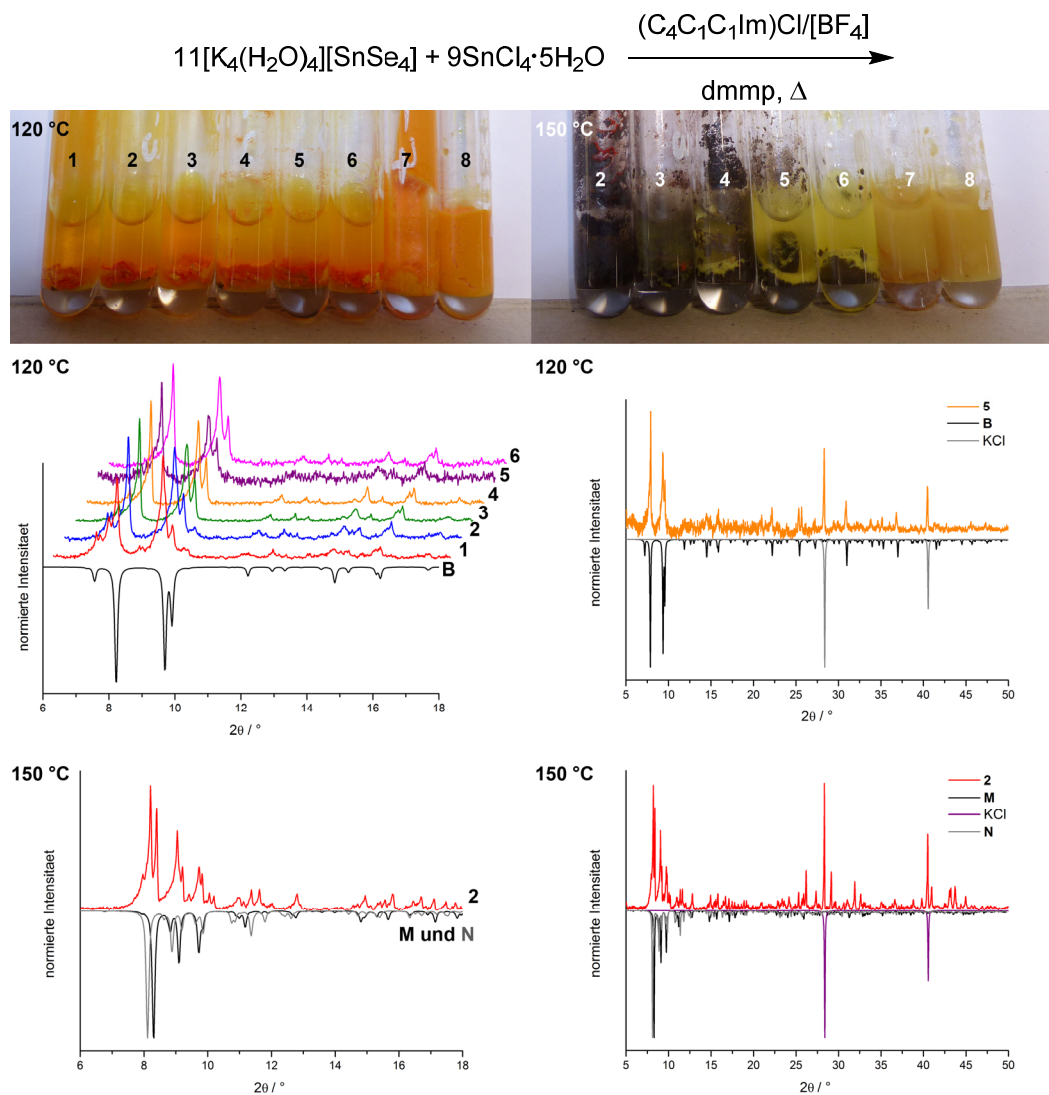 11[K4(H2O)4][SnSe4] + 9SnCl4·5H2O
(C4C1C1Im)Cl/[BF4]
dmmp, Δ
120 °C
1 2 3 4 5 6 7 8
150 °C
2 3 4 5 6 7 8
120 °C
normierte Intensitaet
6
5
4
3
2
1
B
6 8 10 12 14 16 18
2θ / °
120 °C
normierte Intensitaet
5
B
KCl
5 10 15 20 25 30 35 40 45 50
2θ / °
150 °C
normierte Intensitaet
2
M und N
6 8 10 12 14 16 18
2θ / °
150 °C
normierte Intensitaet
2
M
KCl
N
5 10 15 20 25 30 35 40 45 50
2θ / °